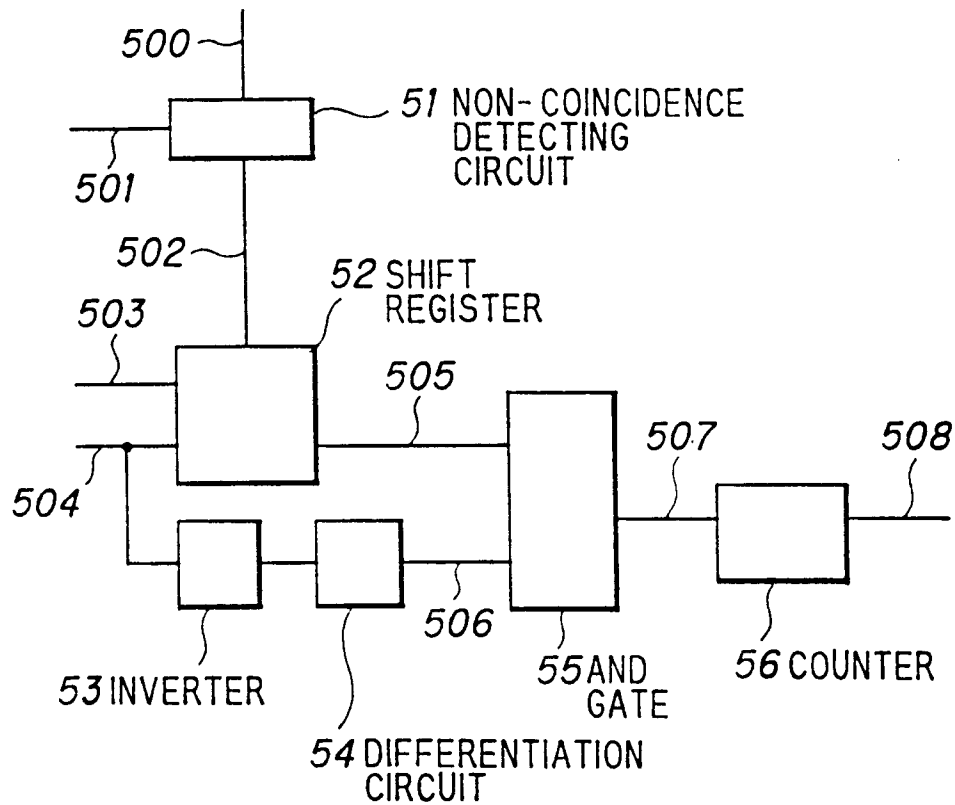 500
51 NON-COINCIDENCE
DETECTING
CIRCUIT
501
502
52 SHIFT
REGISTER
503
505
504
507
508
506
53 INVERTER
54 DIFFERENTIATION
CIRCUIT
55 AND
GATE
56 COUNTER